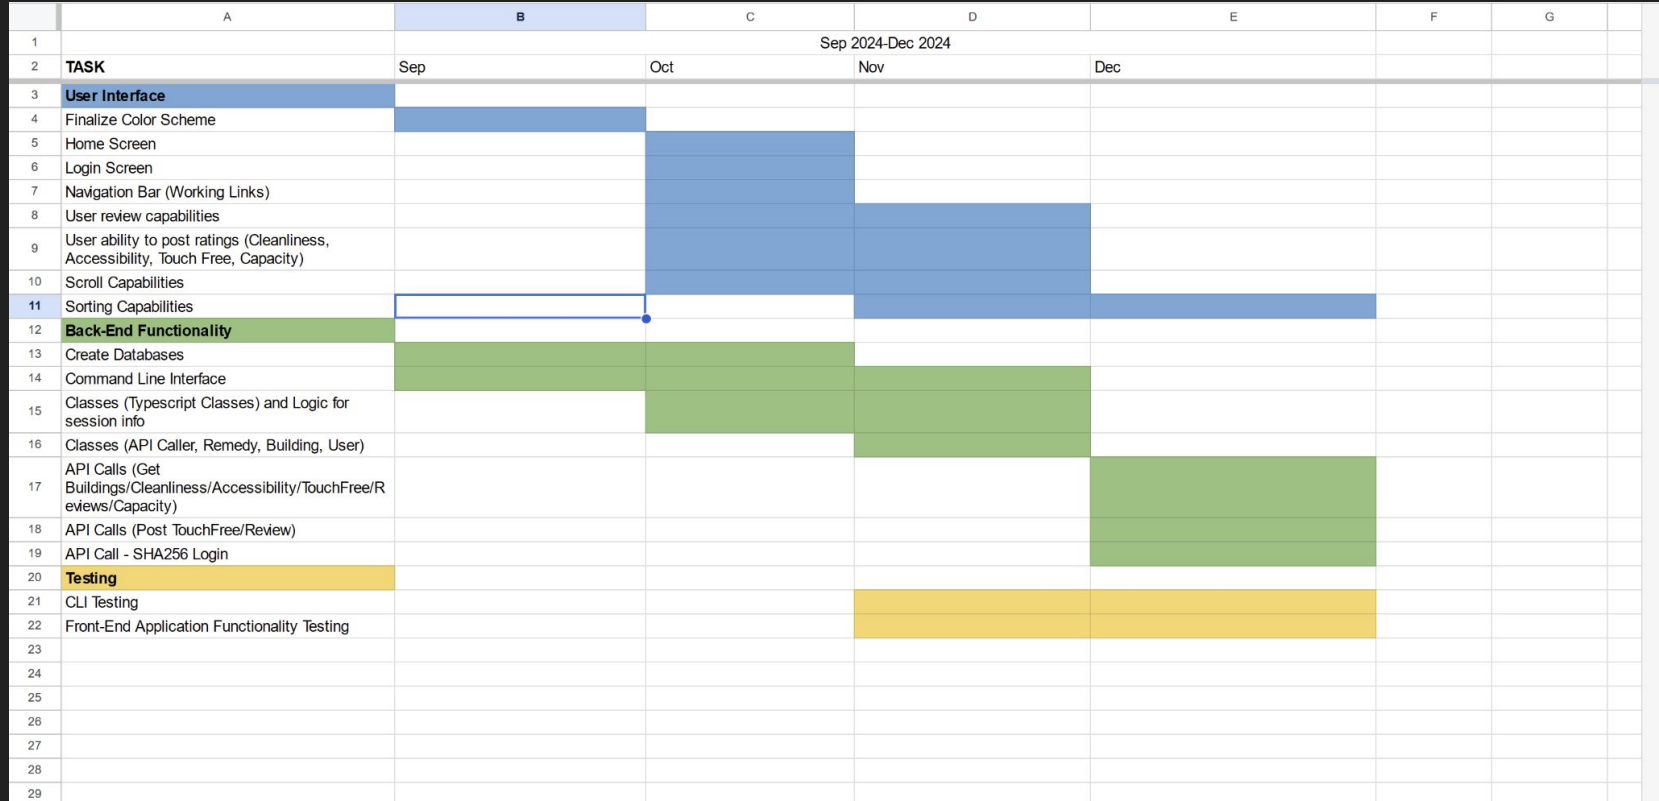 A B C D E F G
1 Sep 2024-Dec 2024
2 TASK Sep Oct Nov Dec
3 User Interface
4 Finalize Color Scheme
5 Home Screen
6 Login Screen
7 Navigation Bar (Working Links)
8 User review capabilities
9 User ability to post ratings (Cleanliness,
Accessibility, Touch Free, Capacity)
10 Scroll Capabilities
11 Sorting Capabilities
12 Back-End Functionality
13 Create Databases
14 Command Line Interface
15 Classes (Typescript Classes) and Logic for
session info
16 Classes (API Caller, Remedy, Building, User)
17 API Calls (Get
Buildings/Cleanliness/Accessibility/TouchFree/R
eviews/Capacity)
18 API Calls (Post TouchFree/Review)
19 API Call - SHA256 Login
20 Testing
21 CLI Testing
22 Front-End Application Functionality Testing
23
24
25
26
27
28
29